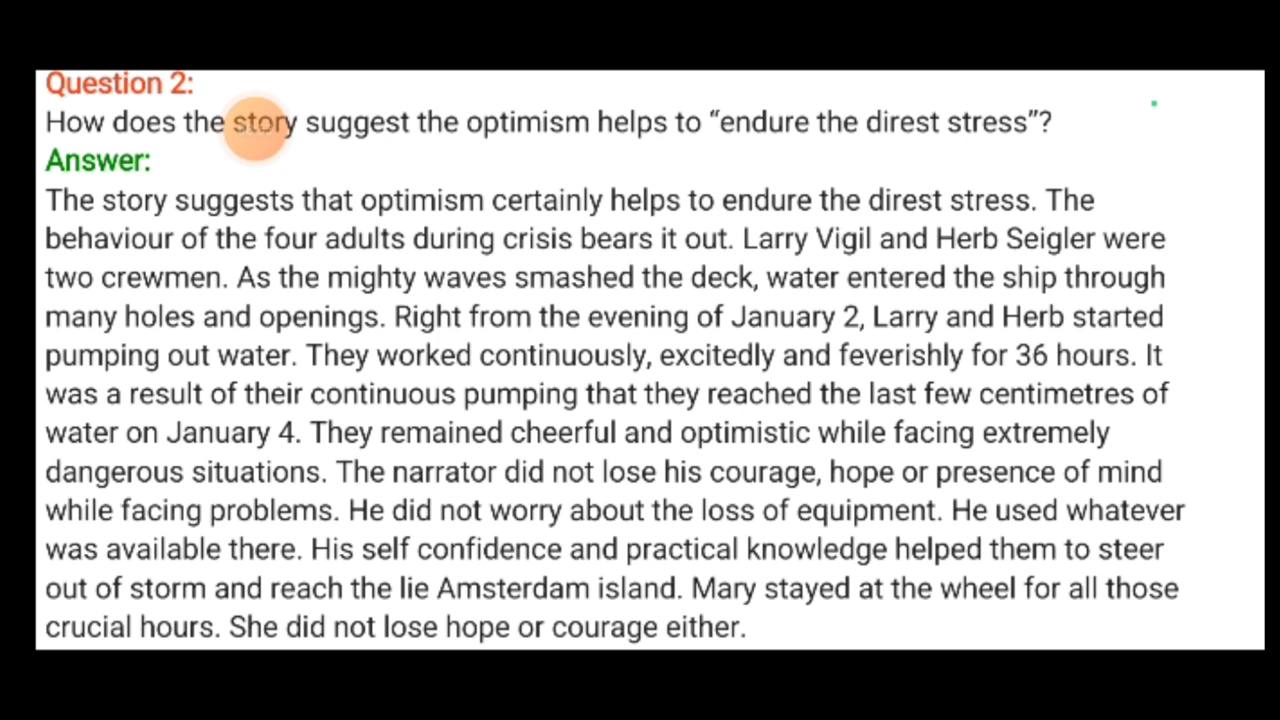 Question 2:
How does the story suggest the optimism helps to “endure the direst stress”?
Answer:
The story suggests that optimism certainly helps to endure the direst stress. The
behaviour of the four adults during crisis bears it out. Larry Vigil and Herb Seigler were
two crewmen. As the mighty waves smashed the deck, water entered the ship through
many holes and openings. Right from the evening of January 2, Larry and Herb started
pumping out water. They worked continuously, excitedly and feverishly for 36 hours. It
was a result of their continuous pumping that they reached the last few centimetres of
water on January 4. They remained cheerful and optimistic while facing extremely
dangerous situations. The narrator did not lose his courage, hope or presence of mind
while facing problems. He did not worry about the loss of equipment. He used whatever
was available there. His self confidence and practical knowledge helped them to steer
out of storm and reach the lie Amsterdam island. Mary stayed at the wheel for all those
crucial hours. She did not lose hope or courage either.